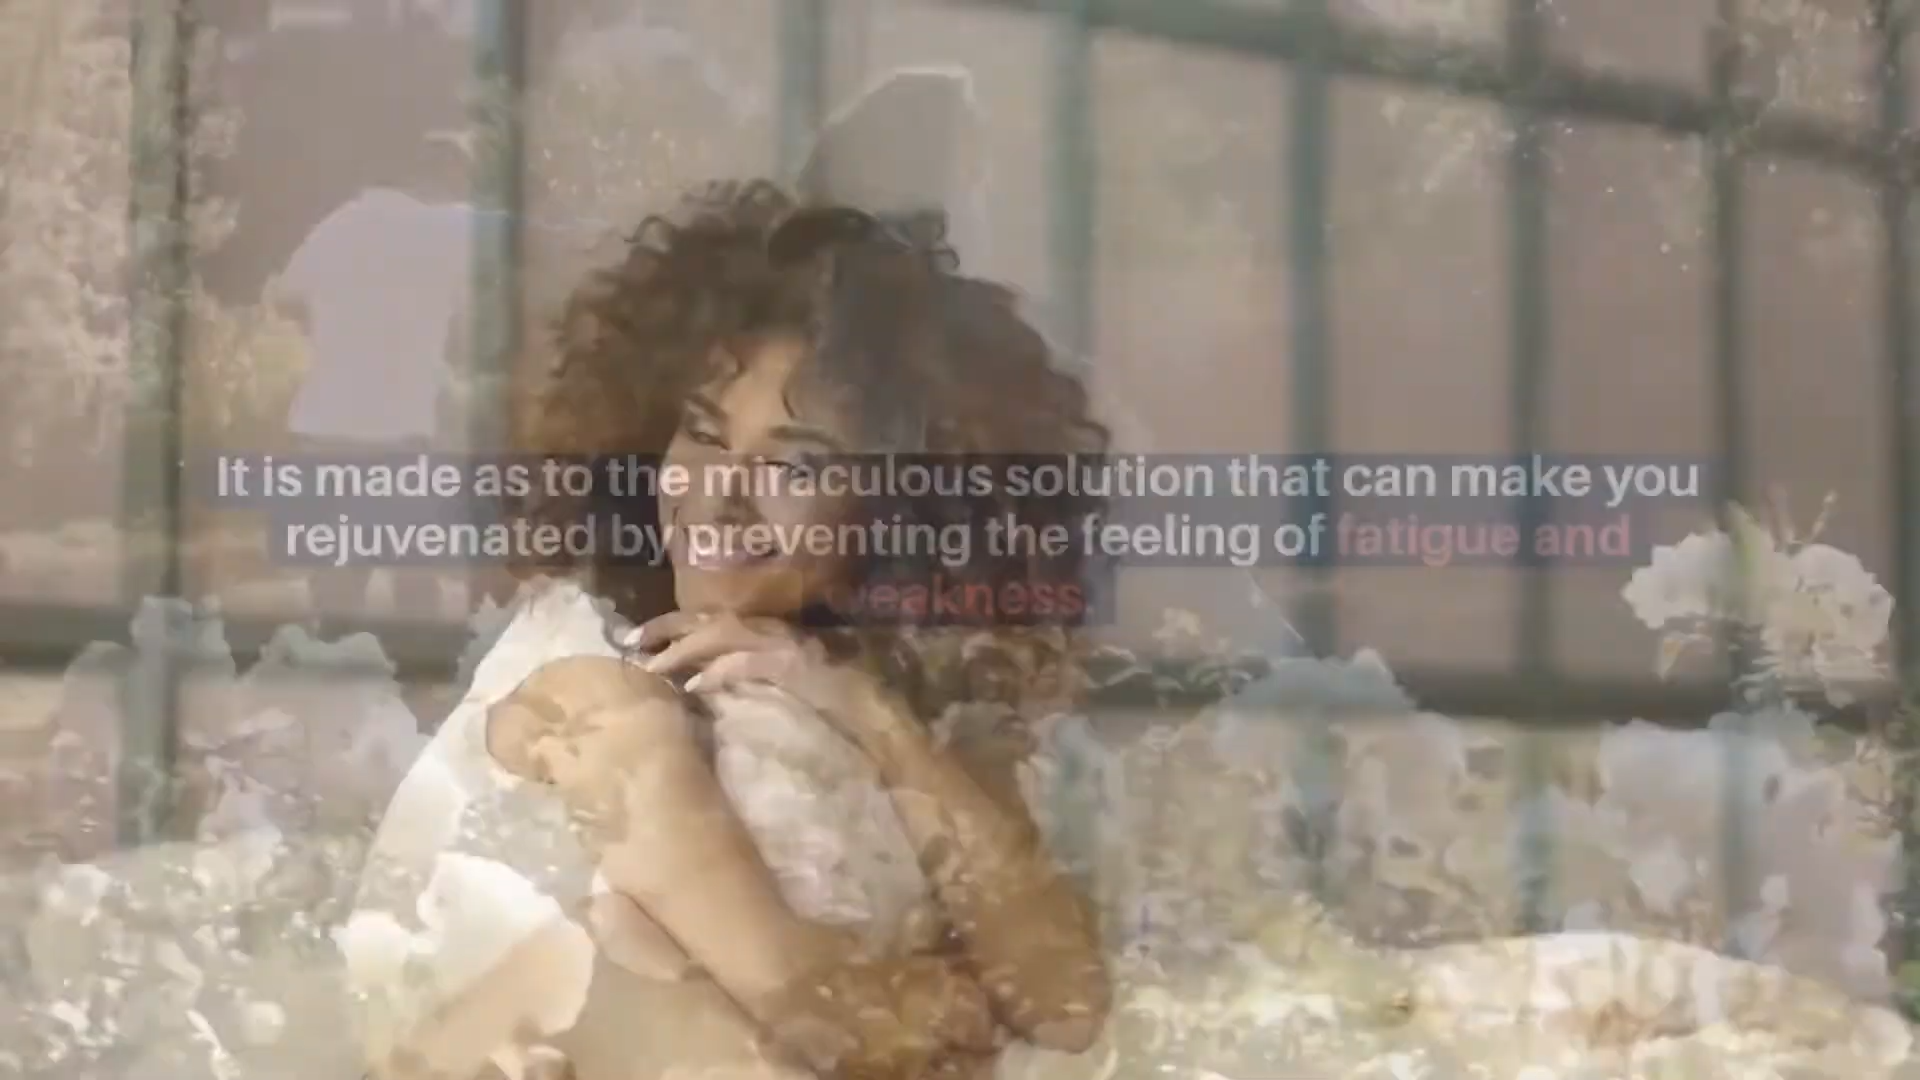 It is made as to the miraculous solution that can make you
rejuvenated by preventing the feeling of fatigue and
weakness.